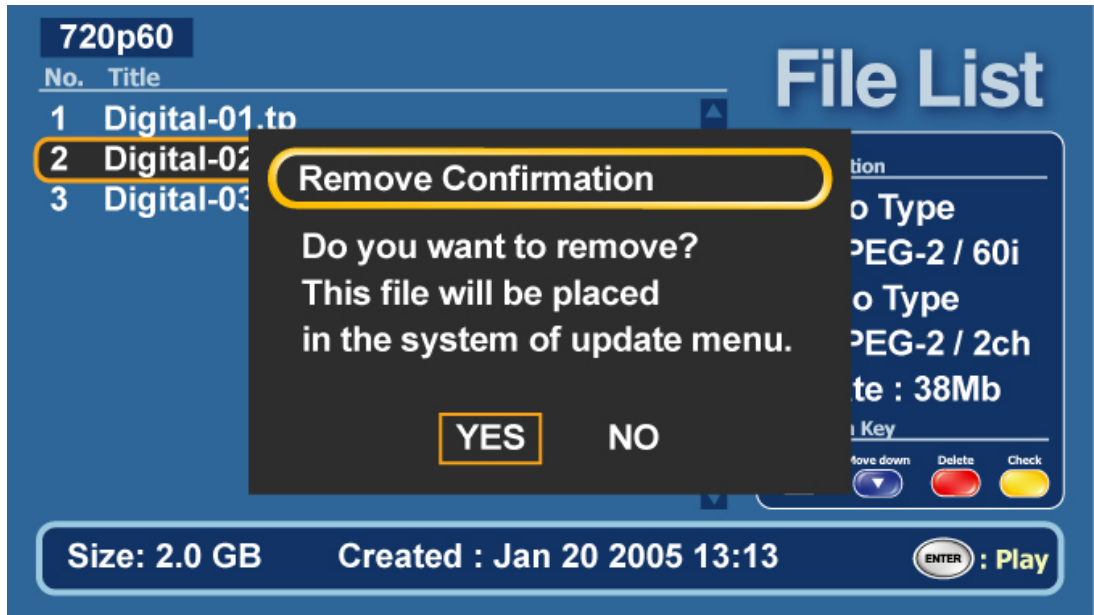 720p60
File List
No. Title
1 Digital-01.tp
2 Digital-02
3 Digital-03
Remove Confirmation
Do you want to remove?
This file will be placed
in the system of update menu.
YES NO
tion
o Type
PEG-2 / 60i
o Type
PEG-2 / 2ch
te : 38Mb
Key
Move down Delete Check
Size: 2.0 GB Created : Jan 20 2005 13:13 ENTER : Play